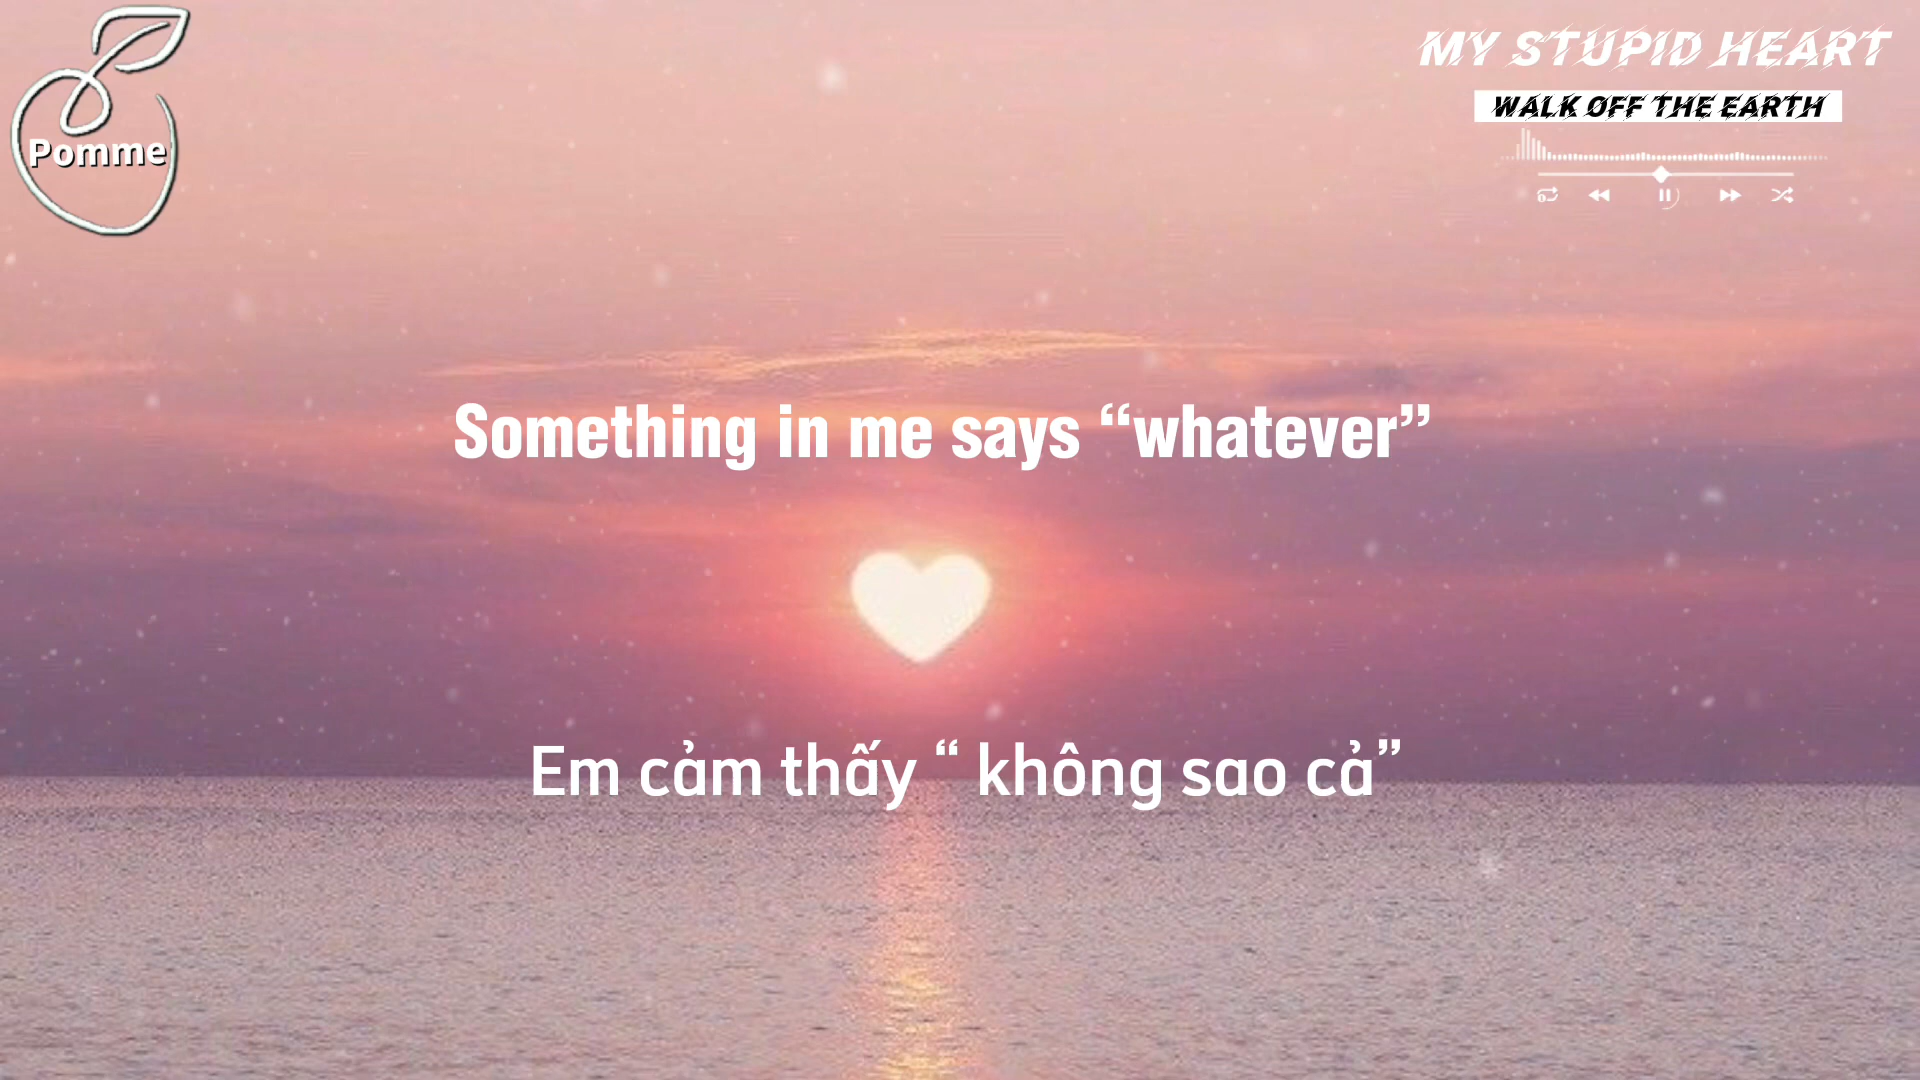 Pomme
MY STUPID HEART
WALK OFF THE EARTH
Something in me says “whatever”
Em cảm thấy “ không sao cả”